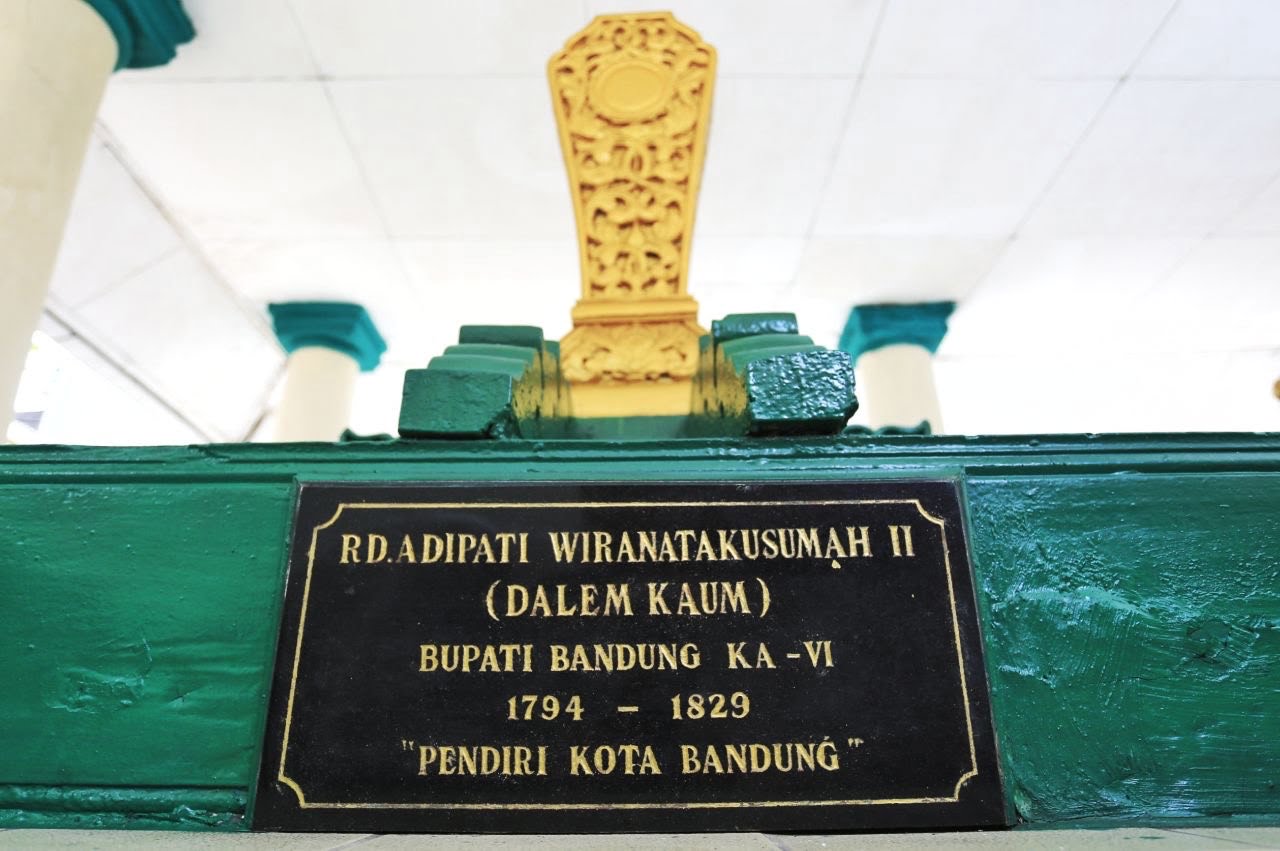 RD.ADIPATI WIRANATAKUSUMAH II
(DALEM KAUM)
BUPATI BANDUNG KA-VI
1794 - 1829
"PENDIRI KOTA BANDUNG"